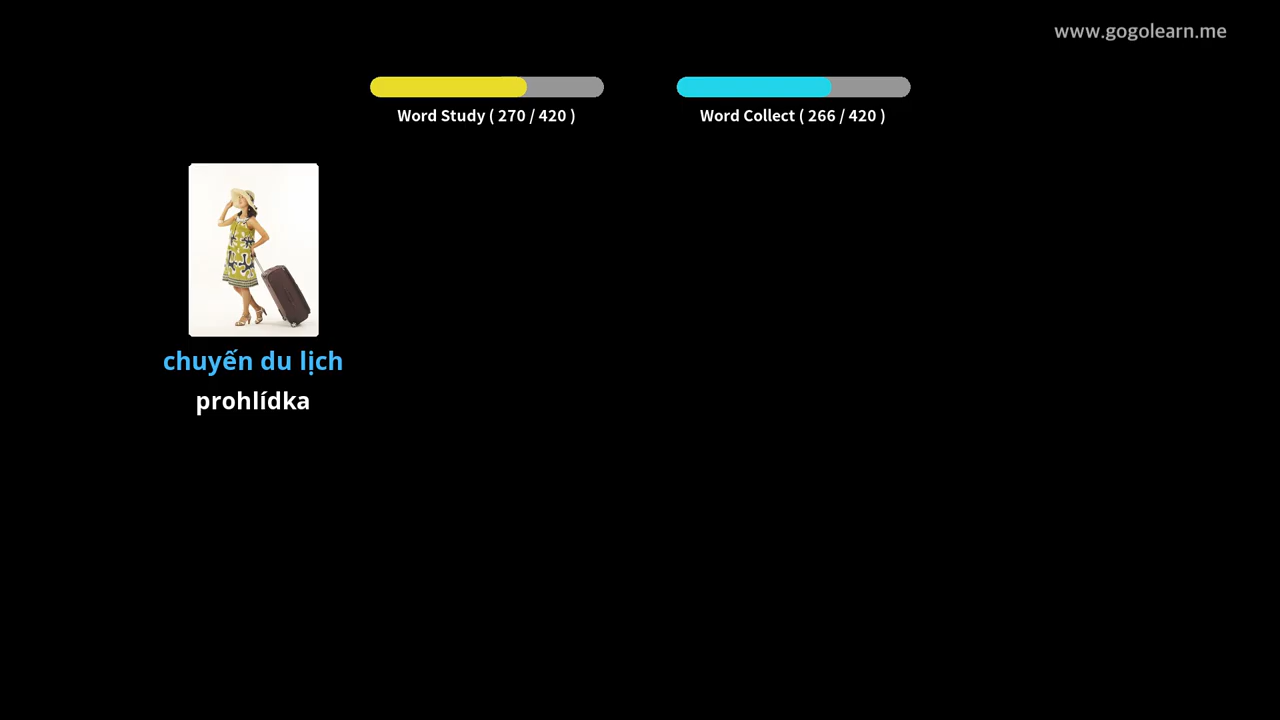 www.gogolearn.me
Word Study ( 270 / 420 )
Word Collect ( 266 / 420 )
chuyến du lịch
prohlídka